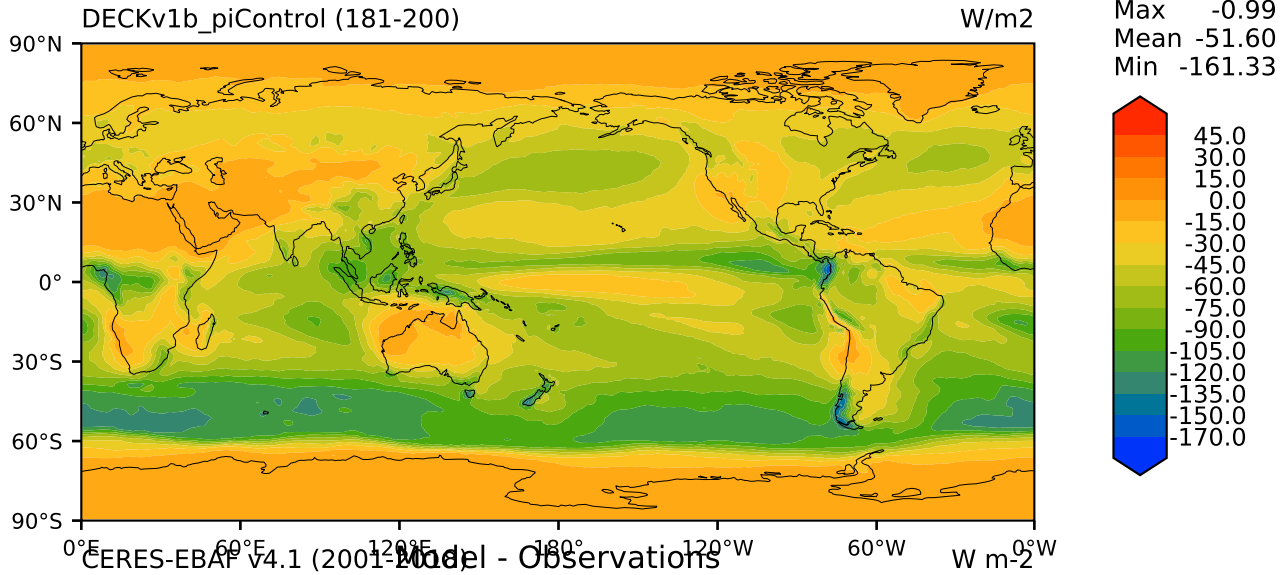 DECKv1b_piControl (181-200) W/m2
Max -0.99
Mean -51.60
Min -161.33
90°N
60°N
30°N
0°
30°S
60°S
90°S
45.0
30.0
15.0
0.0
-15.0
-30.0
-45.0
-60.0
-75.0
-90.0
-105.0
-120.0
-135.0
-150.0
-170.0
0°E 60°E 120°E 180° 120°W 60°W 0°W
CERES-EBAF v4.1 (2001-2018) Model - Observations W m-2